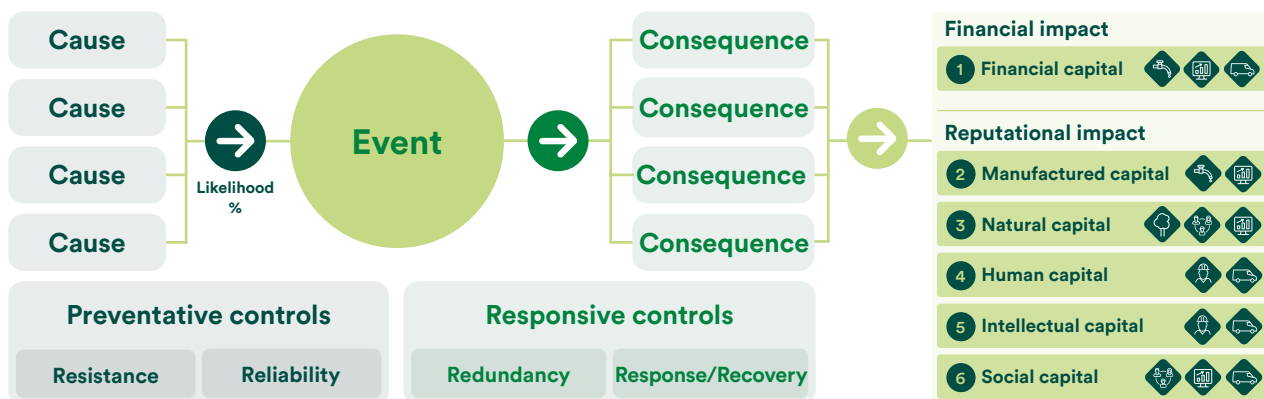 Cause
Cause
Cause
Cause
Likelihood
%
Event
Consequence
Consequence
Consequence
Consequence
Preventative controls
Resistance
Reliability
Responsive controls
Redundancy
Response/Recovery
Financial impact
1 Financial capital
Reputational impact
2 Manufactured capital
3 Natural capital
4 Human capital
5 Intellectual capital
6 Social capital